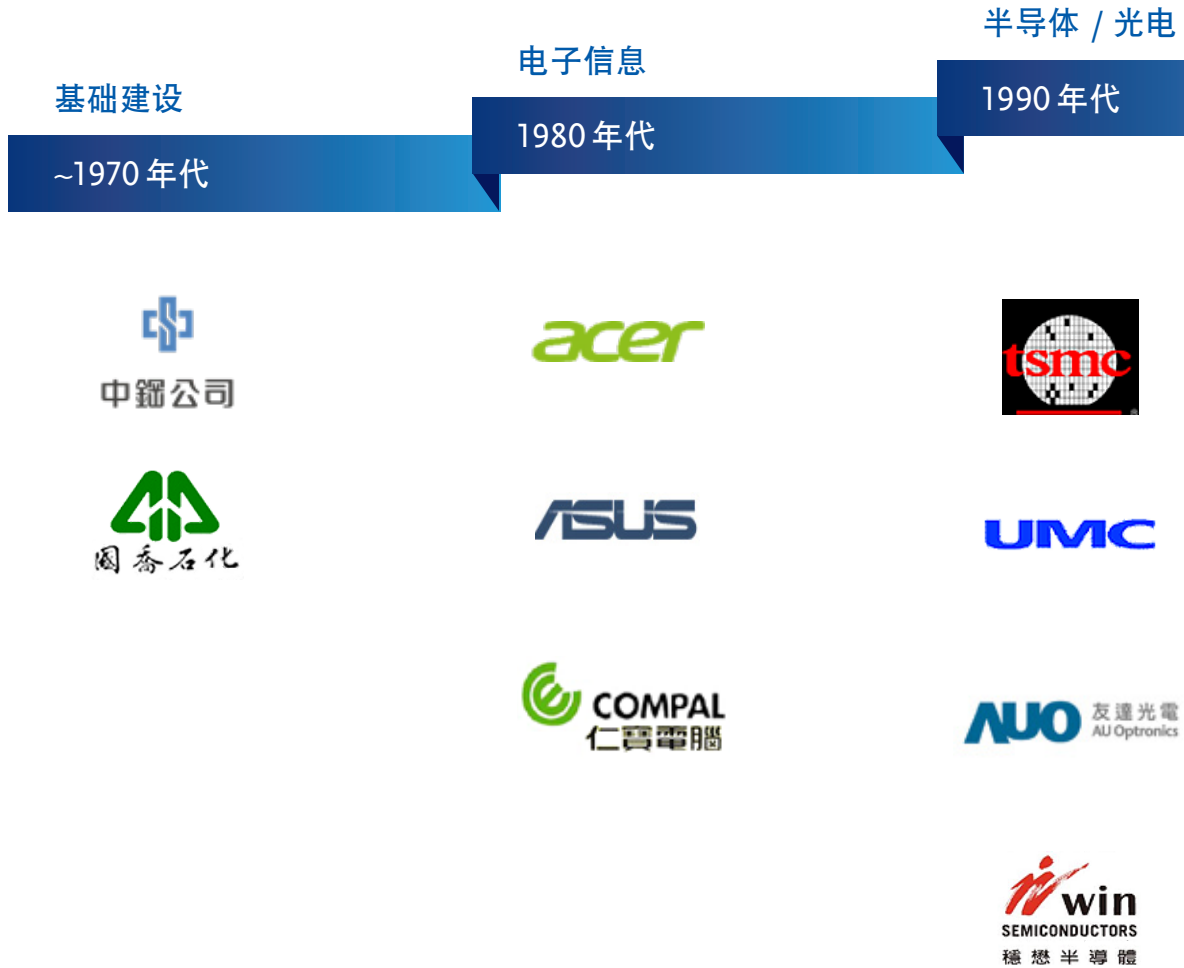 基础建设
~1970 年代
中鋼公司
國喬石化
电子信息
1980 年代
acer
ASUS
COMPAL
仁寶電腦
半导体 / 光电
1990 年代
tsmc
UMC
AUO 友達光電
AU Optronics
win
SEMICONDUCTORS
穩懋半導體